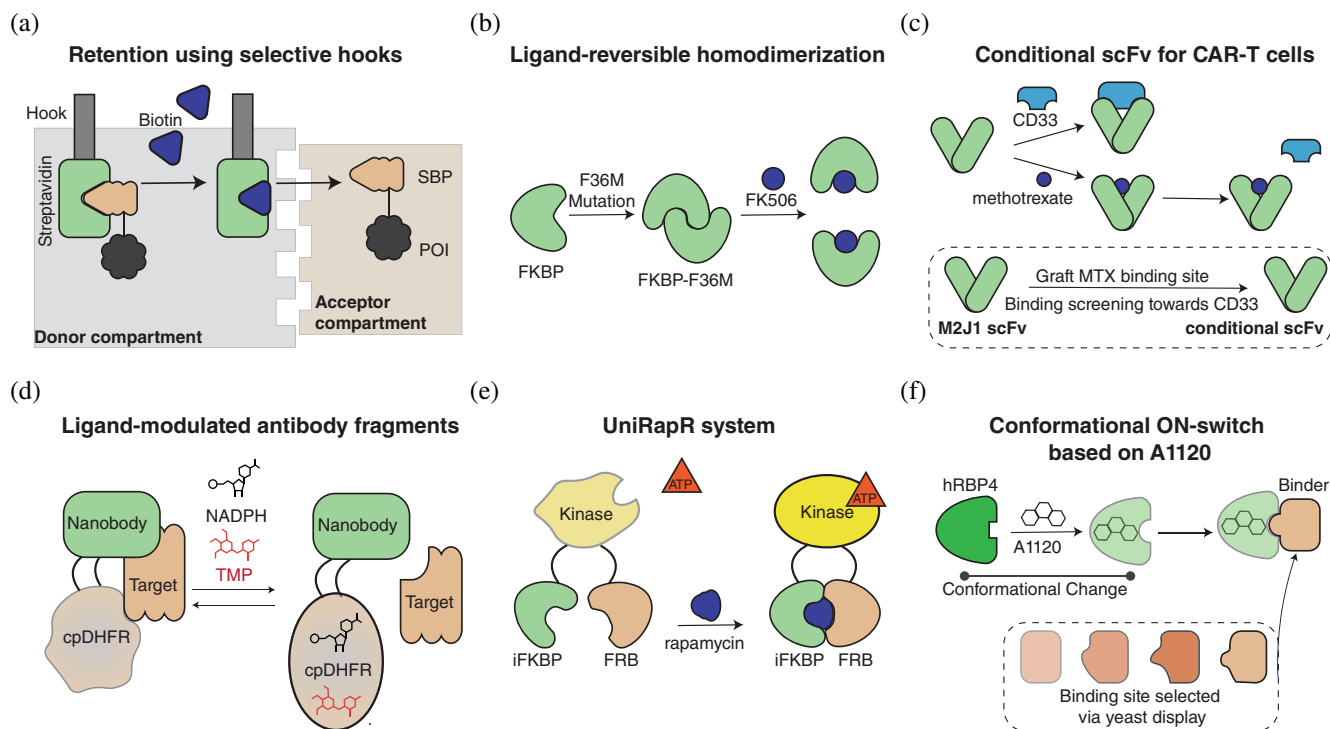 (a)
Retention using selective hooks
Hook
Biotin
Streptavidin
SBP
POI
Acceptor
compartment
Donor compartment
(b)
Ligand-reversible homodimerization
F36M
Mutation
FK506
FKBP
FKBP-F36M
(c)
Conditional scFv for CAR-T cells
CD33
methotrexate
Graft MTX binding site
Binding screening towards CD33
M2J1 scFv
conditional scFv
(d)
Ligand-modulated antibody fragments
Nanobody
NADPH
TMP
Nanobody
Target
Target
cpDHFR
cpDHFR
(e)
UniRapR system
ATP
Kinase
ATP
Kinase
rapamycin
iFKBP
FRB
iFKBP
FRB
(f)
Conformational ON-switch
based on A1120
hRBP4
Binder
A1120
Conformational Change
Binding site selected
via yeast display